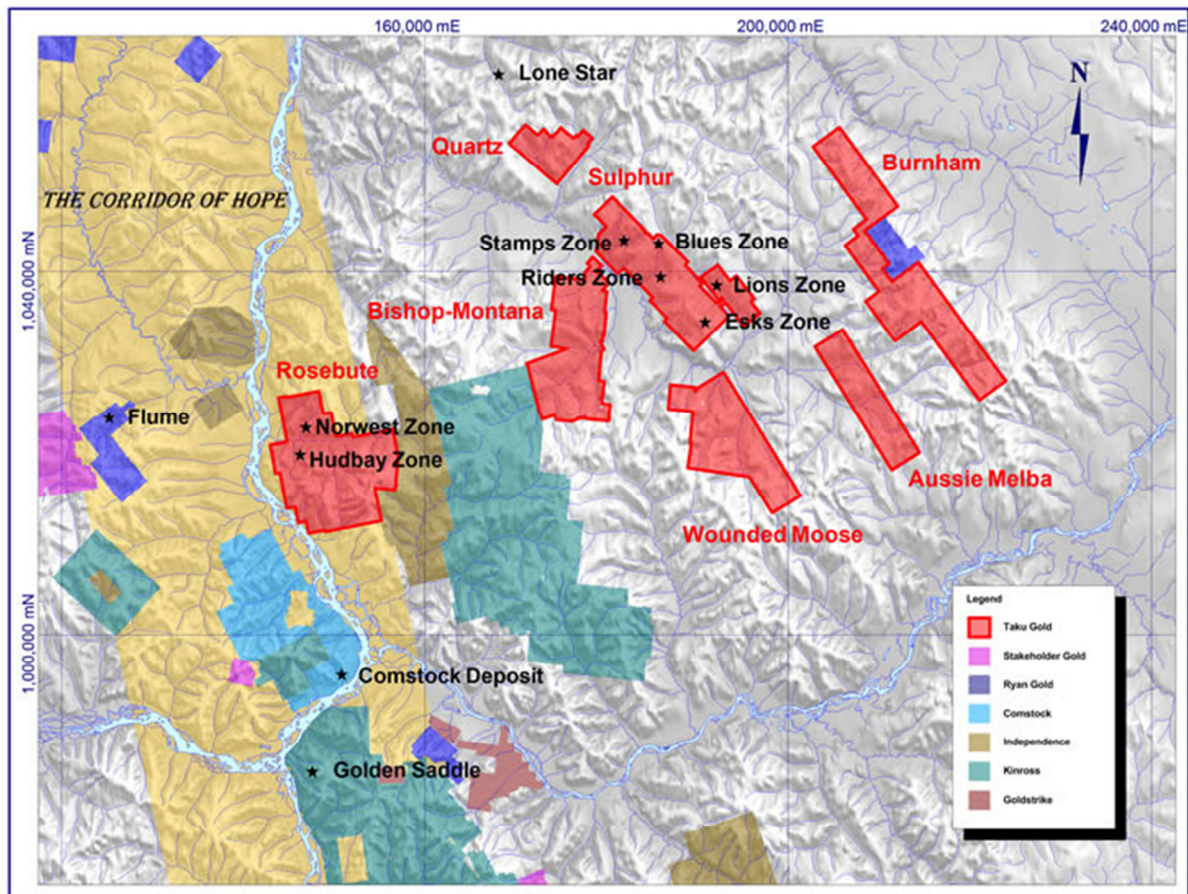 160,000 mE
200,000 mE
240,000 mE
Lone Star
N
Quartz
Sulphur
Burnham
THE CORRIDOR OF HOPE
Stamps Zone
Blues Zone
Riders Zone
Lions Zone
1,040,000 mN
Bishop-Montana
Esks Zone
Rosebute
Flume
Norwest Zone
Hudbay Zone
Aussie Melba
Wounded Moose
Legend
Taku Gold
Stakeholder Gold
Ryan Gold
Comstock
Independence
Kinross
Goldstrike
1,000,000 mN
Comstock Deposit
Golden Saddle